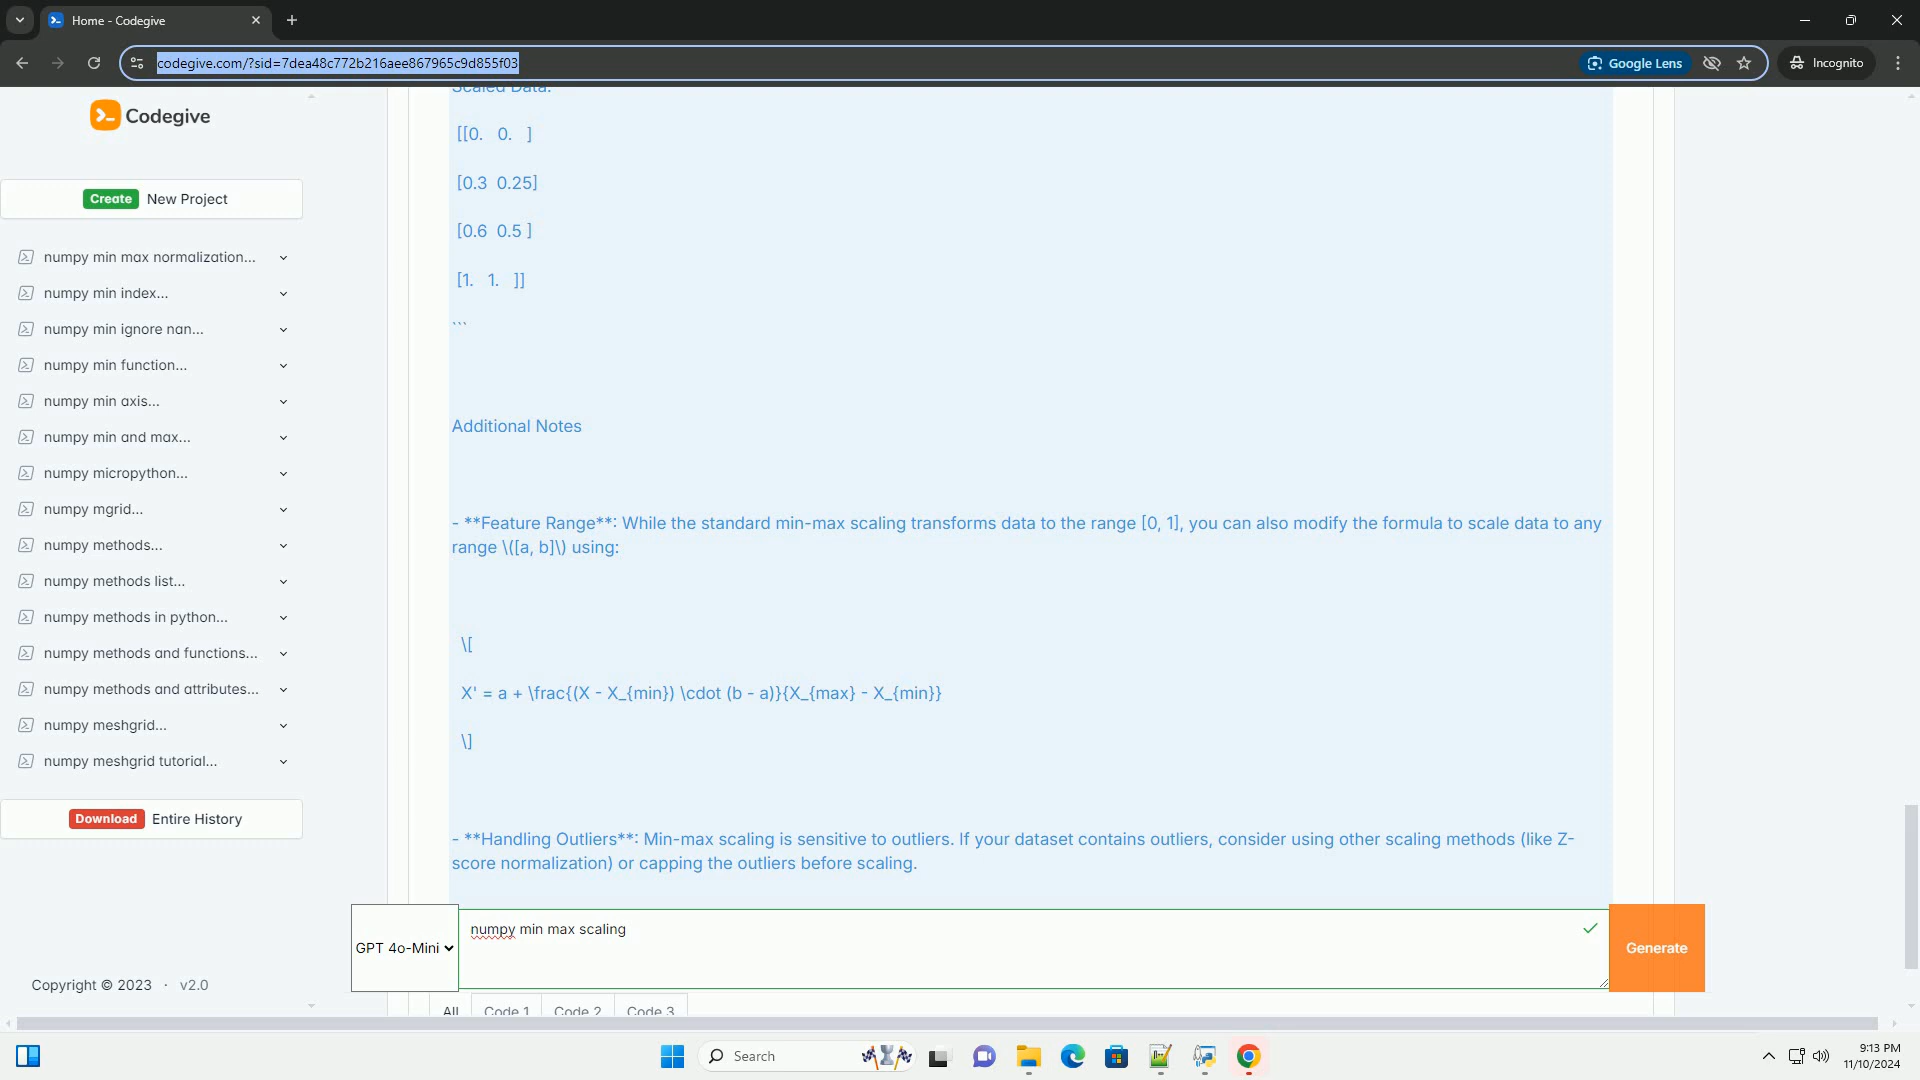 Home - Codegive
codegive.com/?sid=7dea48c772b216aee867965c9d855f03
Google Lens
Incognito
Codegive
Create New Project
numpy min max normalization...
numpy min index...
numpy min ignore nan...
numpy min function...
numpy min axis...
numpy min and max...
numpy micropython...
numpy mgrid...
numpy methods...
numpy methods list...
numpy methods in python...
numpy methods and functions...
numpy methods and attributes...
numpy meshgrid...
numpy meshgrid tutorial...
Download Entire History
Copyright © 2023 · v2.0
Scaled Data:
[[0. 0. ]
[0.3 0.25]
[0.6 0.5 ]
[1. 1. ]]
```
Additional Notes
- **Feature Range**: While the standard min-max scaling transforms data to the range [0, 1], you can also modify the formula to scale data to any
range \([a, b]\) using:
\[
X' = a + \frac{(X - X_{min}) \cdot (b - a)}{X_{max} - X_{min}}
\]
- **Handling Outliers**: Min-max scaling is sensitive to outliers. If your dataset contains outliers, consider using other scaling methods (like Z-
score normalization) or capping the outliers before scaling.
GPT 4o-Mini
numpy min max scaling
Generate
All Code 1 Code 2 Code 3
Search
9:13 PM
11/10/2024